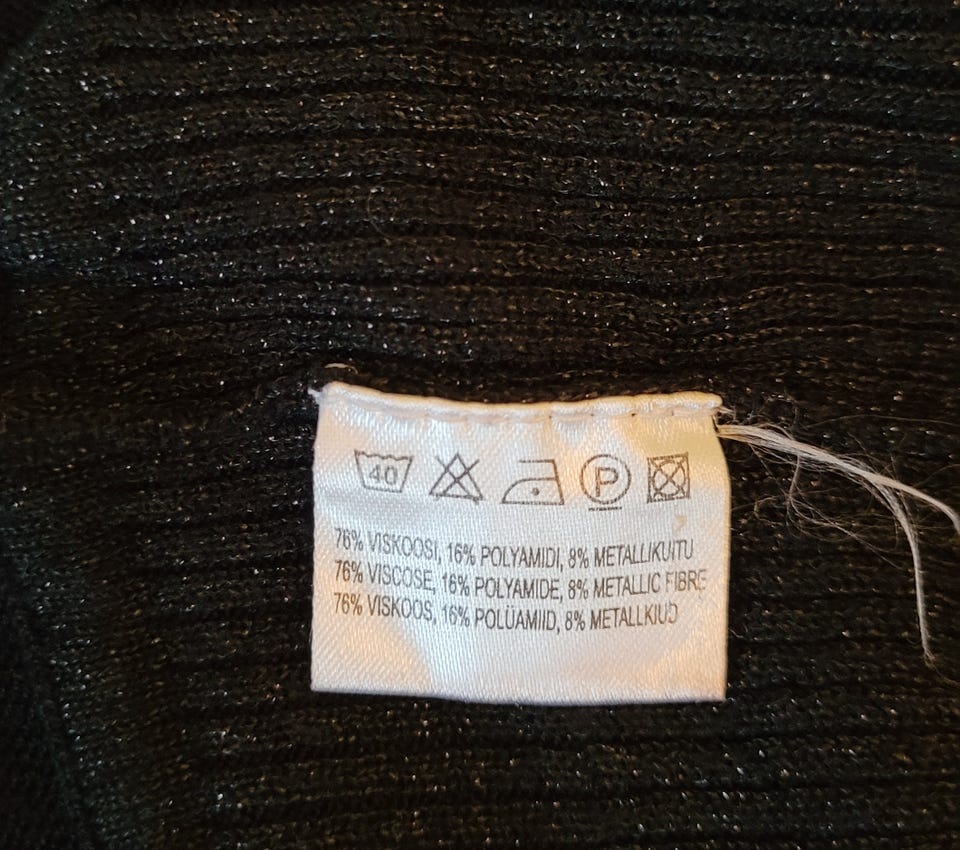 40 P
76% VISKOOSI, 16% POLYAMIDI, 8% METALLIKUITU
76% VISCOSE, 16% POLYAMIDE, 8% METALLIC FIBRE
76% VISKOOS, 16% POLÜAMIID, 8% METALLKIUD